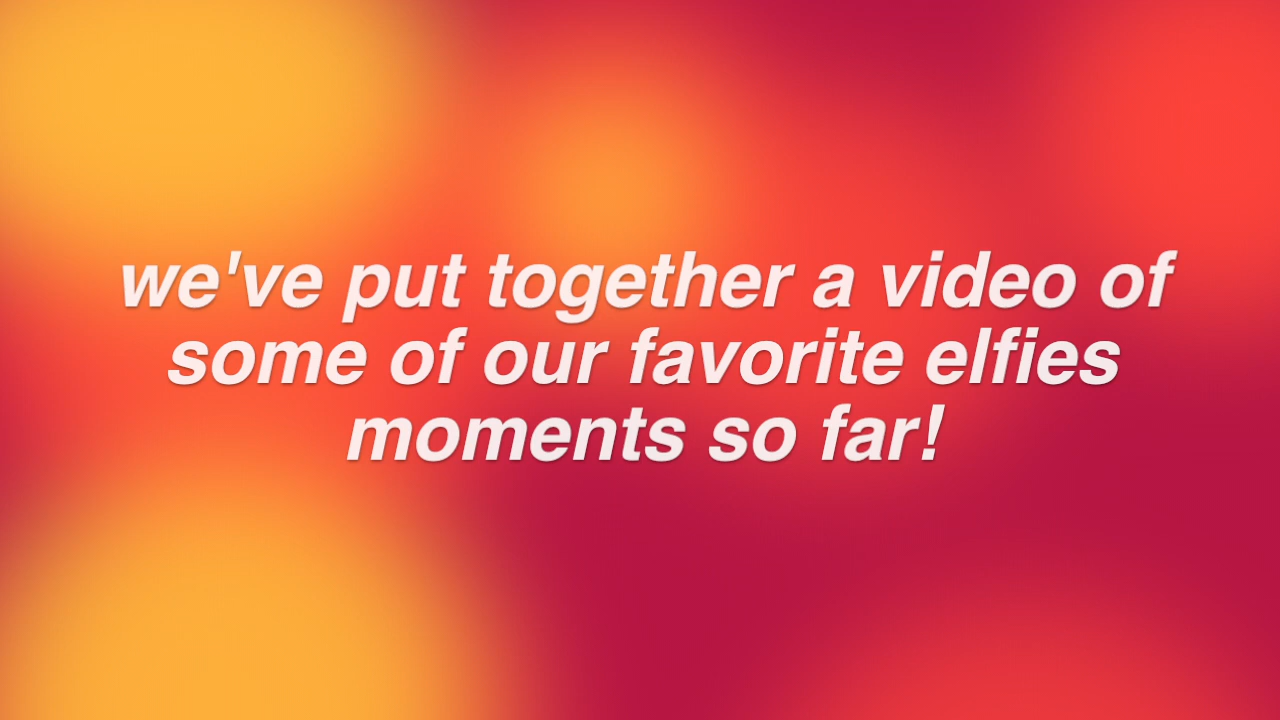 we've put together a video of
some of our favorite elfies
moments so far!